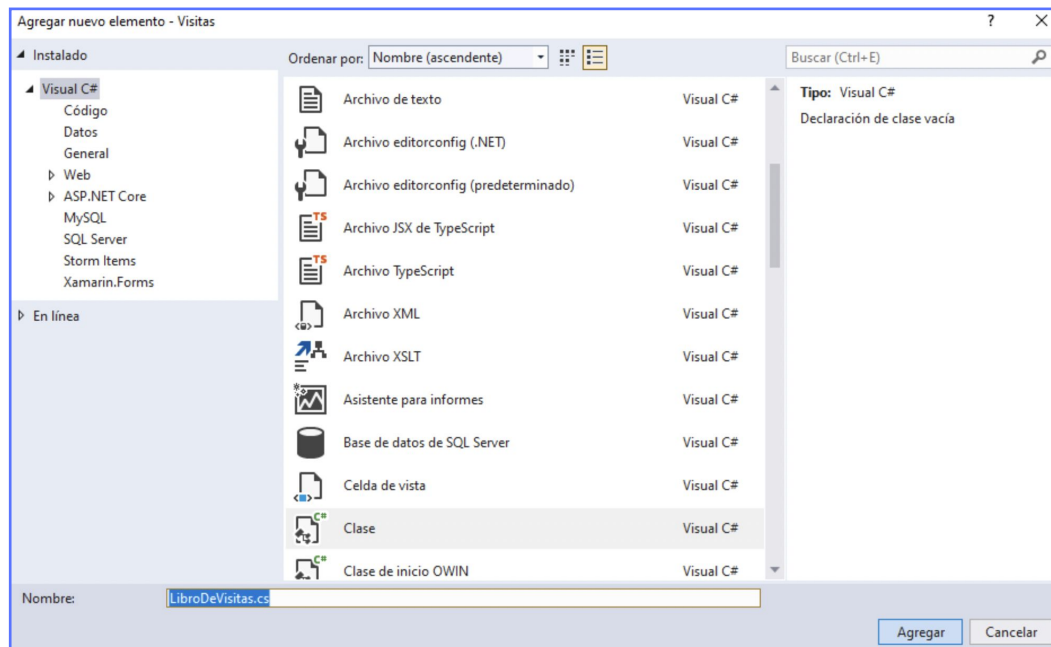 Agregar nuevo elemento - Visitas ? X
Instalado
Ordenar por: Nombre (ascendente)
Buscar (Ctrl+E)
Visual C#
Código
Datos
General
Web
ASP.NET Core
MySQL
SQL Server
Storm Items
Xamarin.Forms
En línea
Archivo de texto Visual C#
Archivo editorconfig (.NET) Visual C#
Archivo editorconfig (predeterminado) Visual C#
TS
Archivo JSX de TypeScript Visual C#
TS
Archivo TypeScript Visual C#
Archivo XML Visual C#
Archivo XSLT Visual C#
Asistente para informes Visual C#
Base de datos de SQL Server Visual C#
Celda de vista Visual C#
C#
Clase Visual C#
C#
Clase de inicio OWIN Visual C#
Tipo: Visual C#
Declaración de clase vacía
Nombre: LibroDeVisitas.cs
Agregar Cancelar